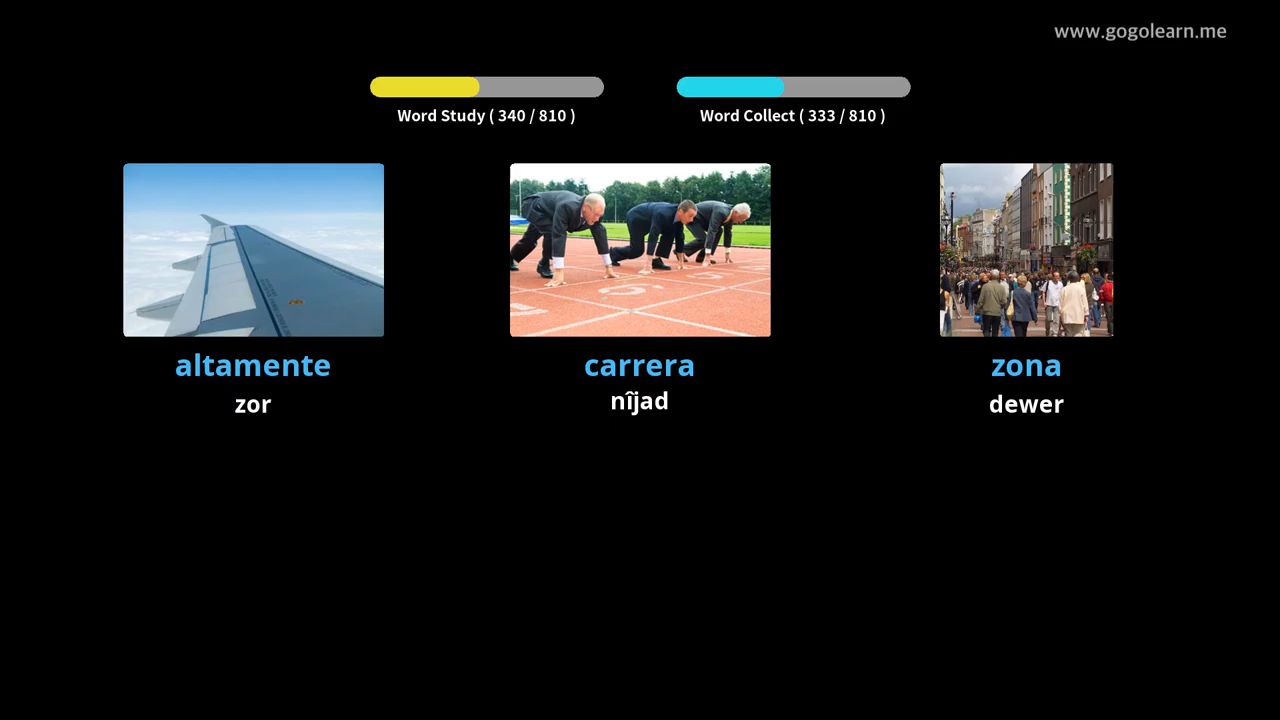 www.gogolearn.me
Word Study ( 340 / 810 )
Word Collect ( 333 / 810 )
altamente
carrera
zona
zor
nîjad
dewer